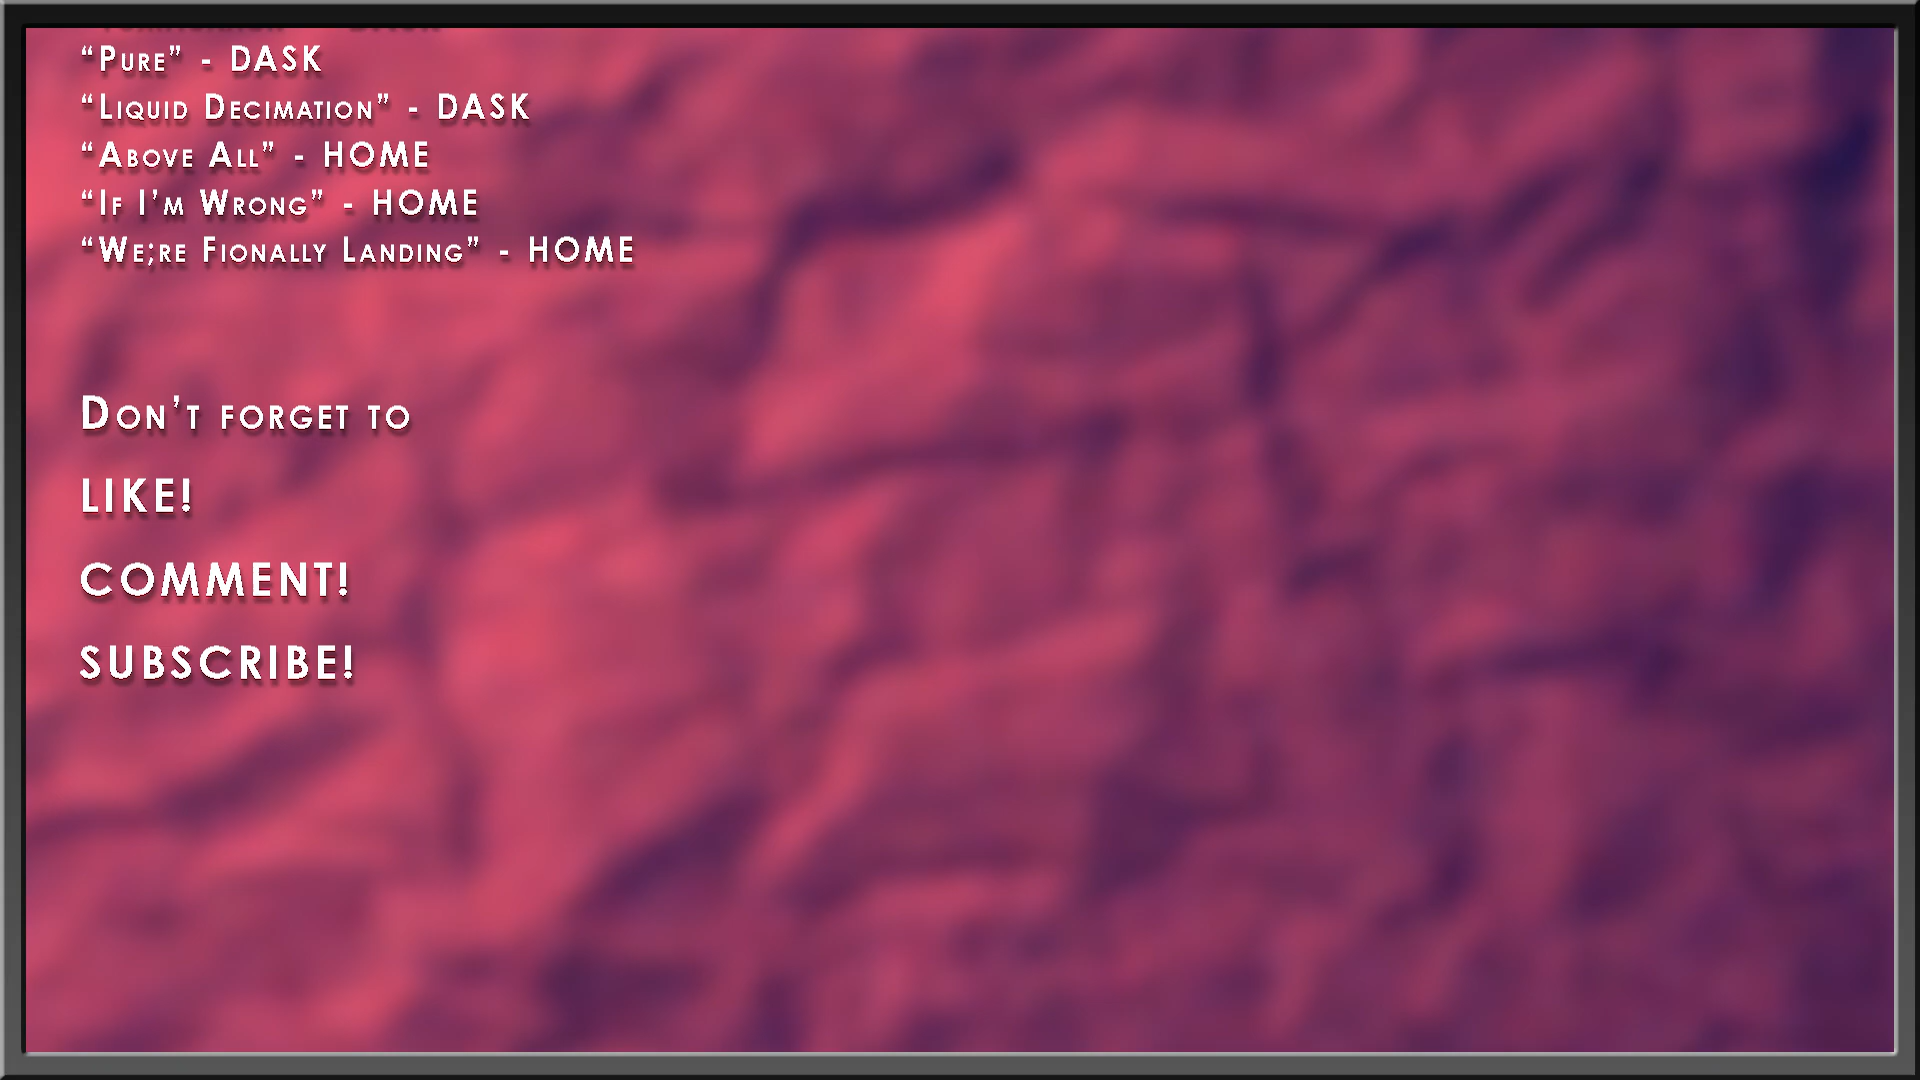 “Pure” - DASK
“Liquid Decimation” - DASK
“Above All” - HOME
“If I’m Wrong” - HOME
“We;re Fionally Landing” - HOME
Don’t forget to
LIKE!
COMMENT!
SUBSCRIBE!